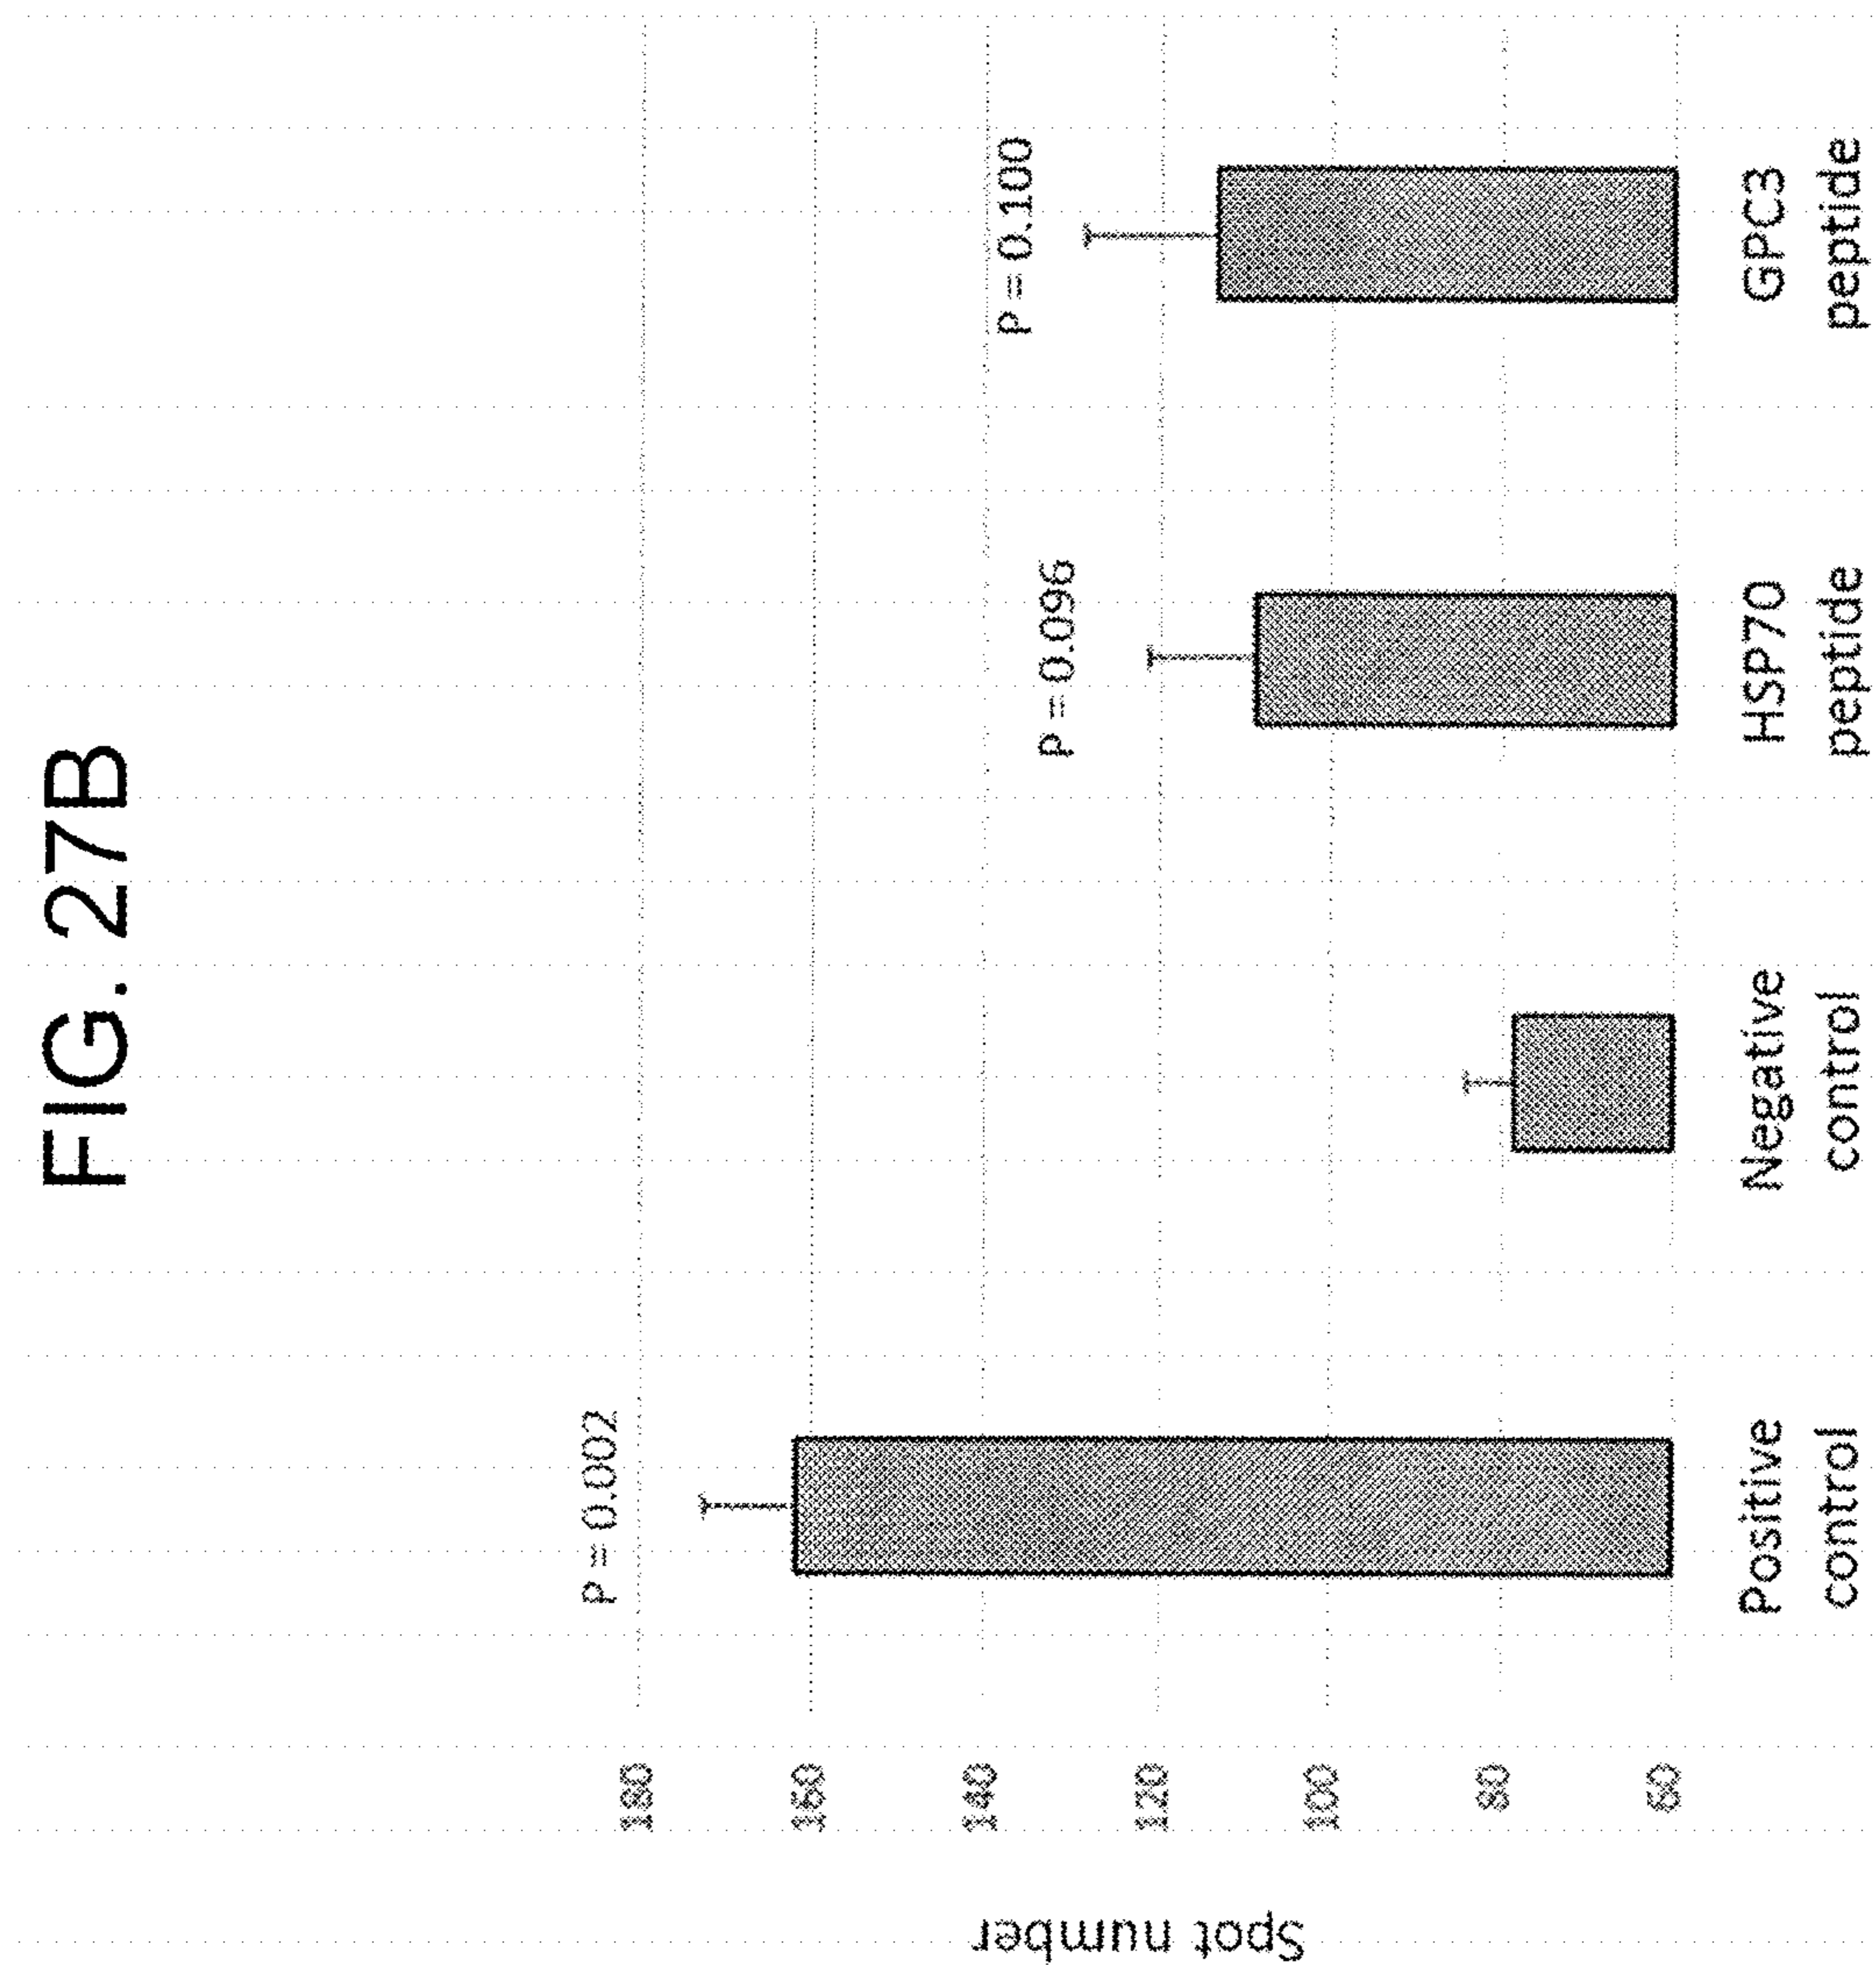 FIG. 27B
Spot number
180
160
140
120
100
80
60
P = 0.002
P = 0.096
P = 0.100
Positive
control
Negative
control
HSP70
peptide
GPC3
peptide